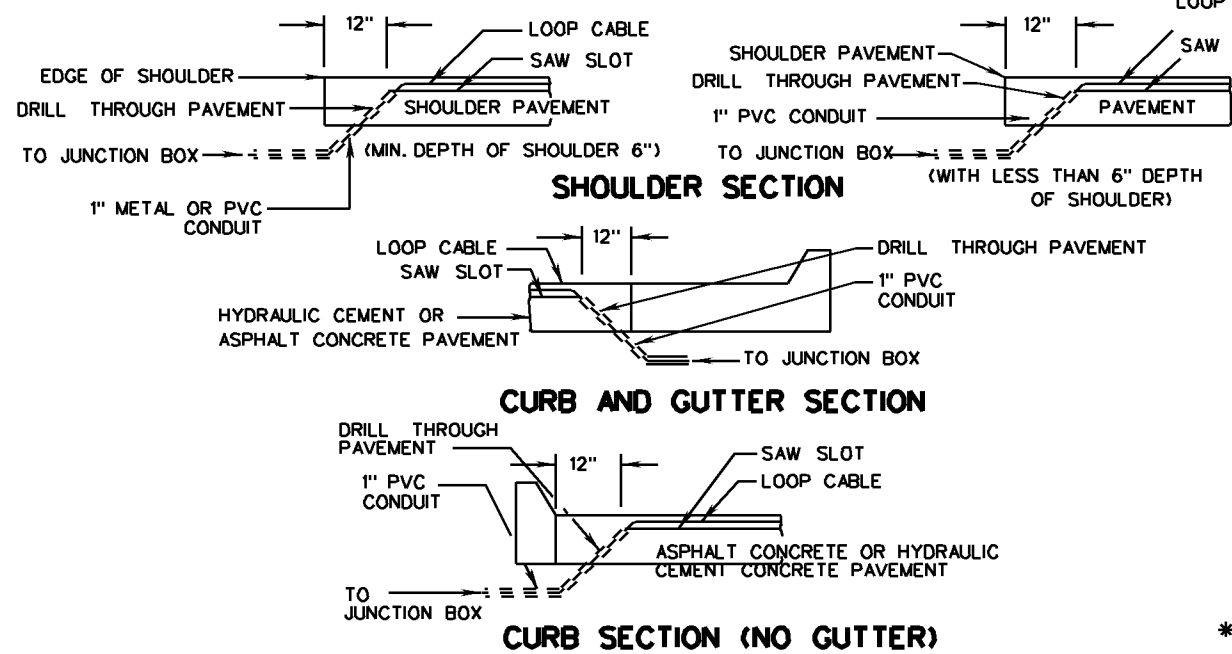 12"
LOOP CABLE
SAW SLOT
EDGE OF SHOULDER
DRILL THROUGH PAVEMENT
SHOULDER PAVEMENT
TO JUNCTION BOX
(MIN. DEPTH OF SHOULDER 6")
1" METAL OR PVC
CONDUIT
LOOP
12"
SAW
SHOULDER PAVEMENT
DRILL THROUGH PAVEMENT
1" PVC CONDUIT
PAVEMENT
TO JUNCTION BOX
(WITH LESS THAN 6" DEPTH
OF SHOULDER)
SHOULDER SECTION
12"
LOOP CABLE
SAW SLOT
DRILL THROUGH PAVEMENT
1" PVC
CONDUIT
HYDRAULIC CEMENT OR
ASPHALT CONCRETE PAVEMENT
TO JUNCTION BOX
CURB AND GUTTER SECTION
DRILL THROUGH
PAVEMENT
12"
SAW SLOT
LOOP CABLE
1" PVC
CONDUIT
ASPHALT CONCRETE OR HYDRAULIC
CEMENT CONCRETE PAVEMENT
TO
JUNCTION BOX
CURB SECTION (NO GUTTER)
*